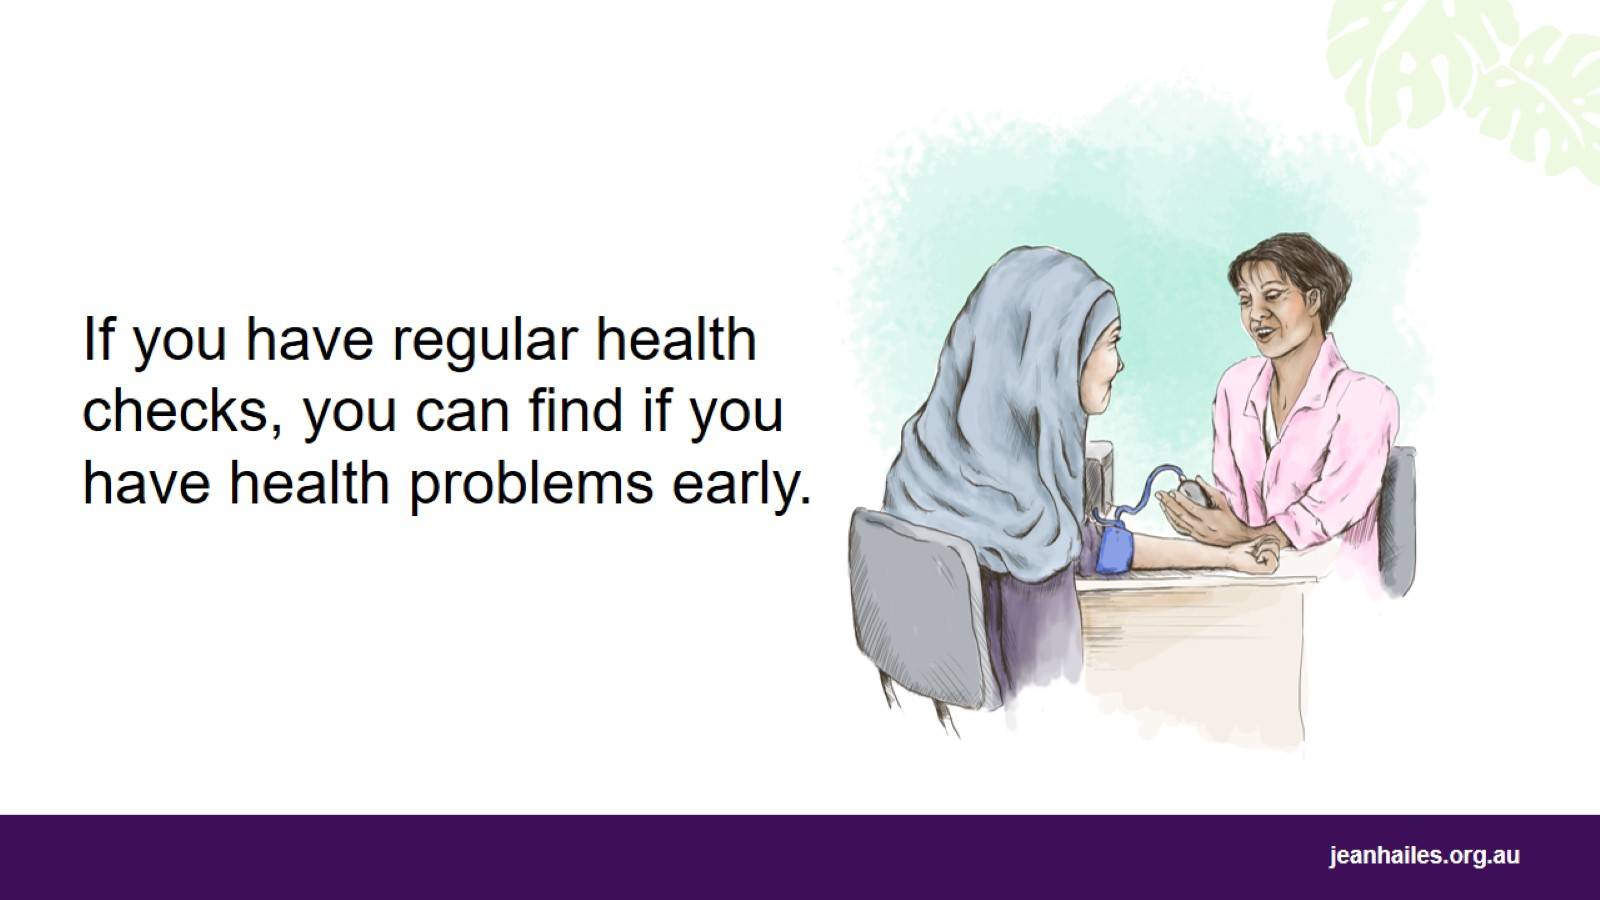 If you have regular health
checks, you can find if you
have health problems early.
jeanhailes.org.au